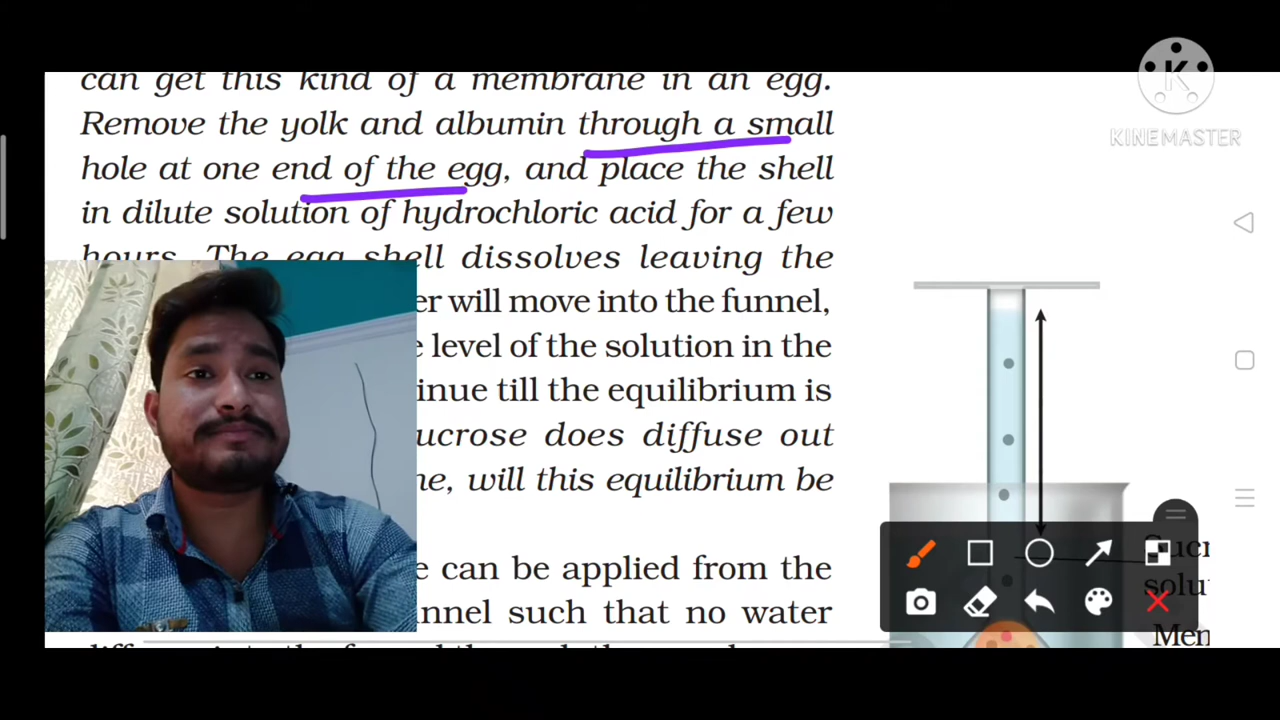 can get this kind of a membrane in an egg.
Remove the yolk and albumin through a small
hole at one end of the egg, and place the shell
in dilute solution of hydrochloric acid for a few
hours. The egg shell dissolves leaving the
er will move into the funnel,
e level of the solution in the
inue till the equilibrium is
ucrose does diffuse out
ne, will this equilibrium be
e can be applied from the
nnel such that no water
K
KINEMASTER
Sucr
solu
Men